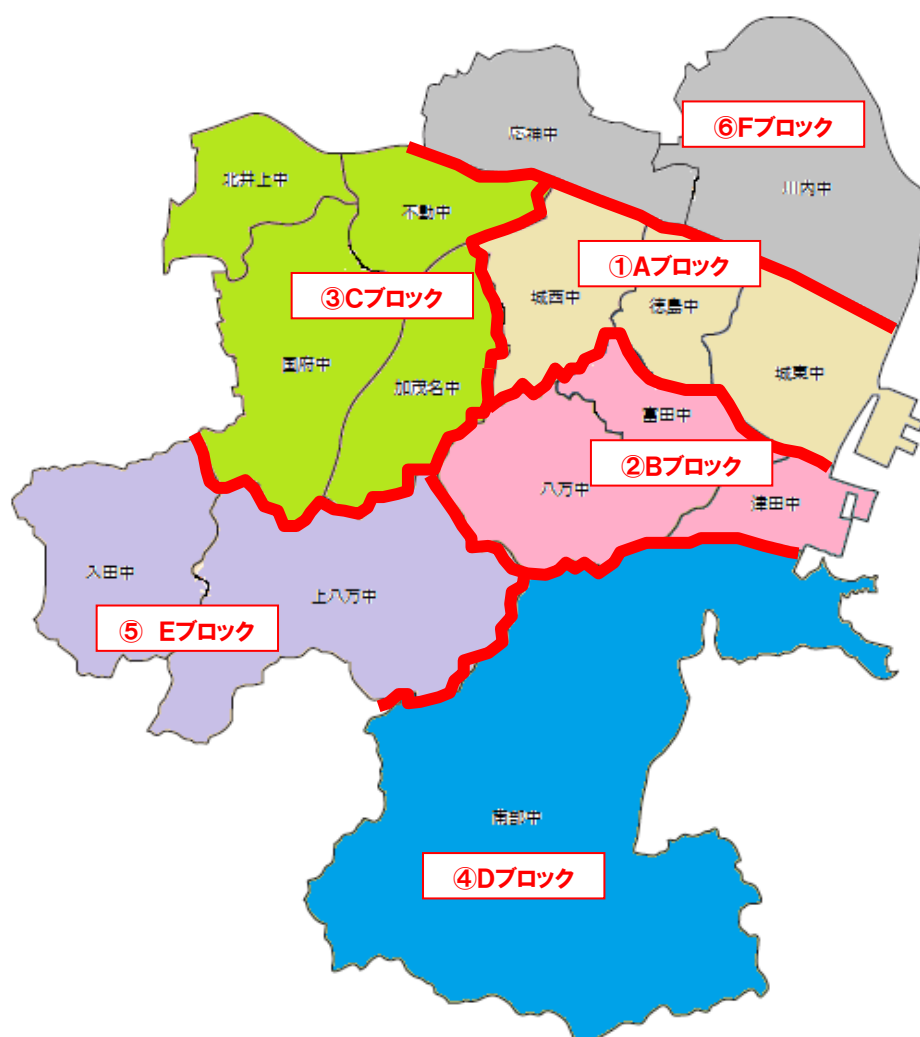 ⑥Fブロック
応神中
北井上中
川内中
不動中
①Aブロック
③Cブロック
城西中
徳島中
国府中
城東中
加茂名中
富田中
②Bブロック
八万中
津田中
入田中
上八万中
⑤ Eブロック
南部中
④Dブロック